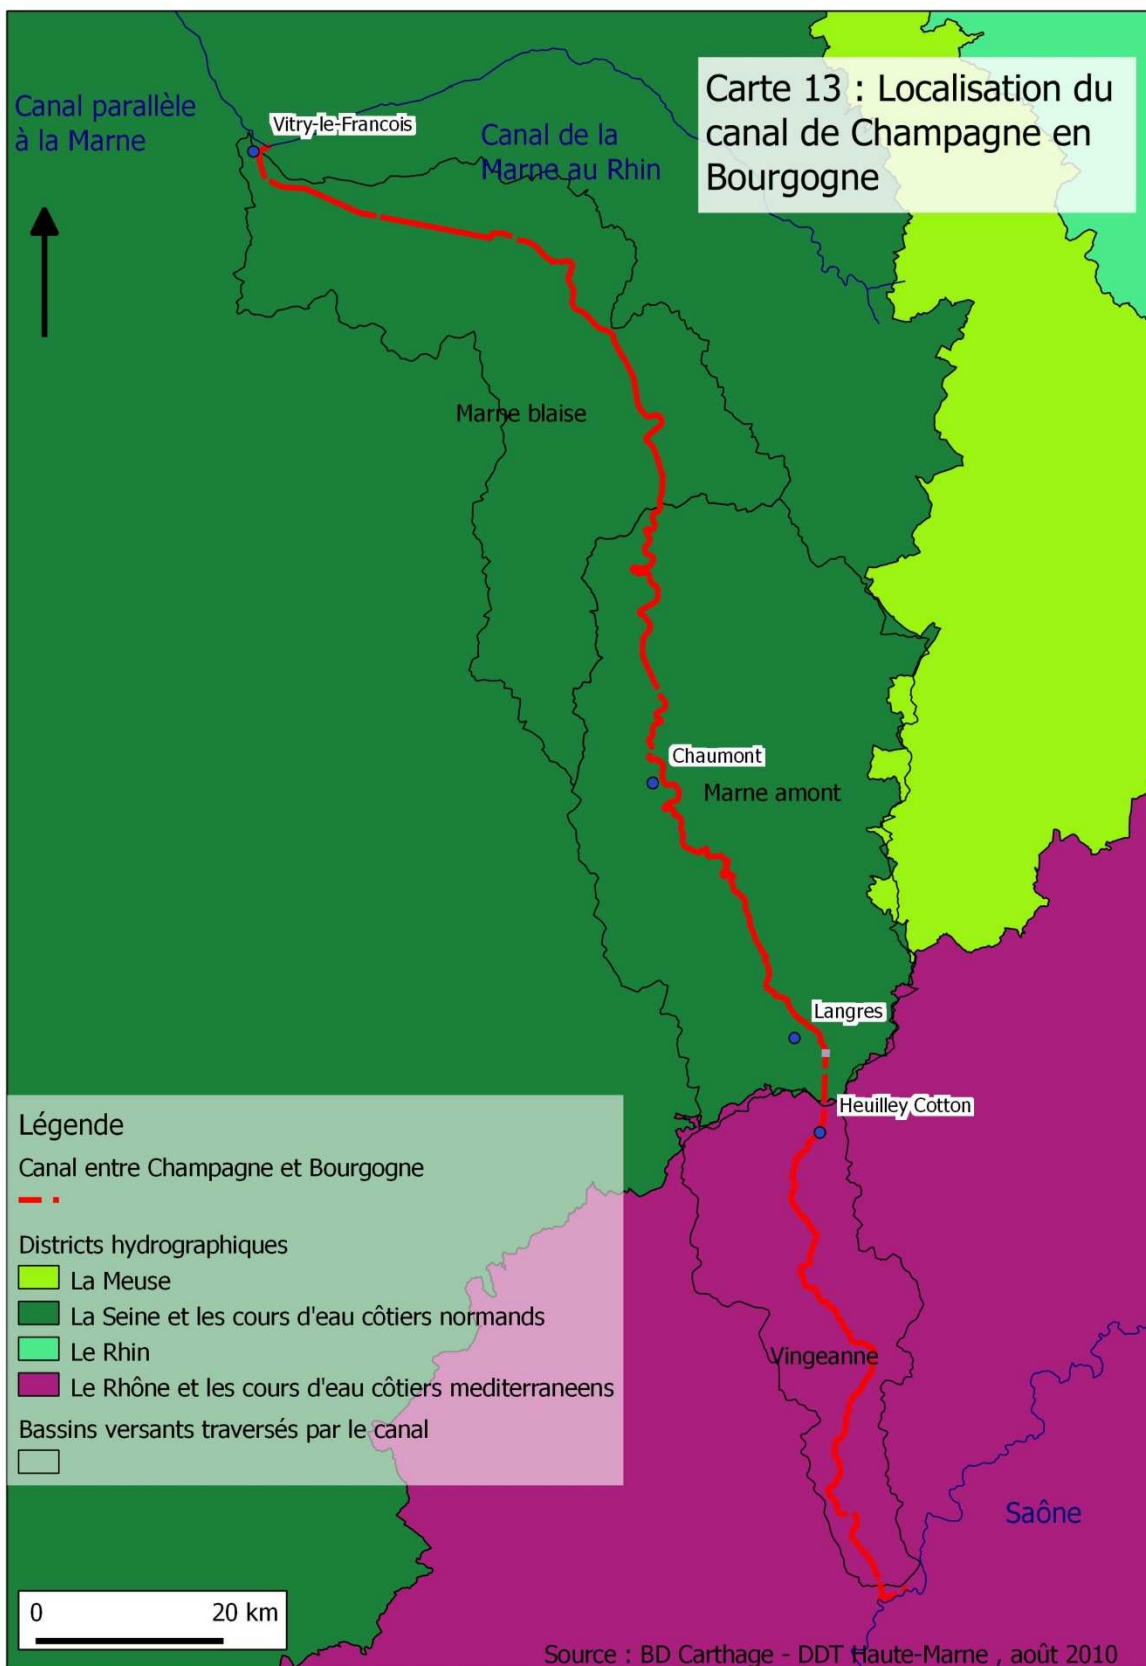 Carte 13 : Localisation du
canal de Champagne en
Bourgogne
Canal parallèle
à la Marne
Vitry-le-Francois
Canal de la
Marne au Rhin
Marne blaise
Chaumont
Marne amont
Langres
Heuilley Cotton
Vingeanne
Saône
Légende
Canal entre Champagne et Bourgogne
Districts hydrographiques
La Meuse
La Seine et les cours d'eau côtiers normands
Le Rhin
Le Rhône et les cours d'eau côtiers mediterraneens
Bassins versants traversés par le canal
0 20 km
Source : BD Carthage - DDT Haute-Marne , août 2010